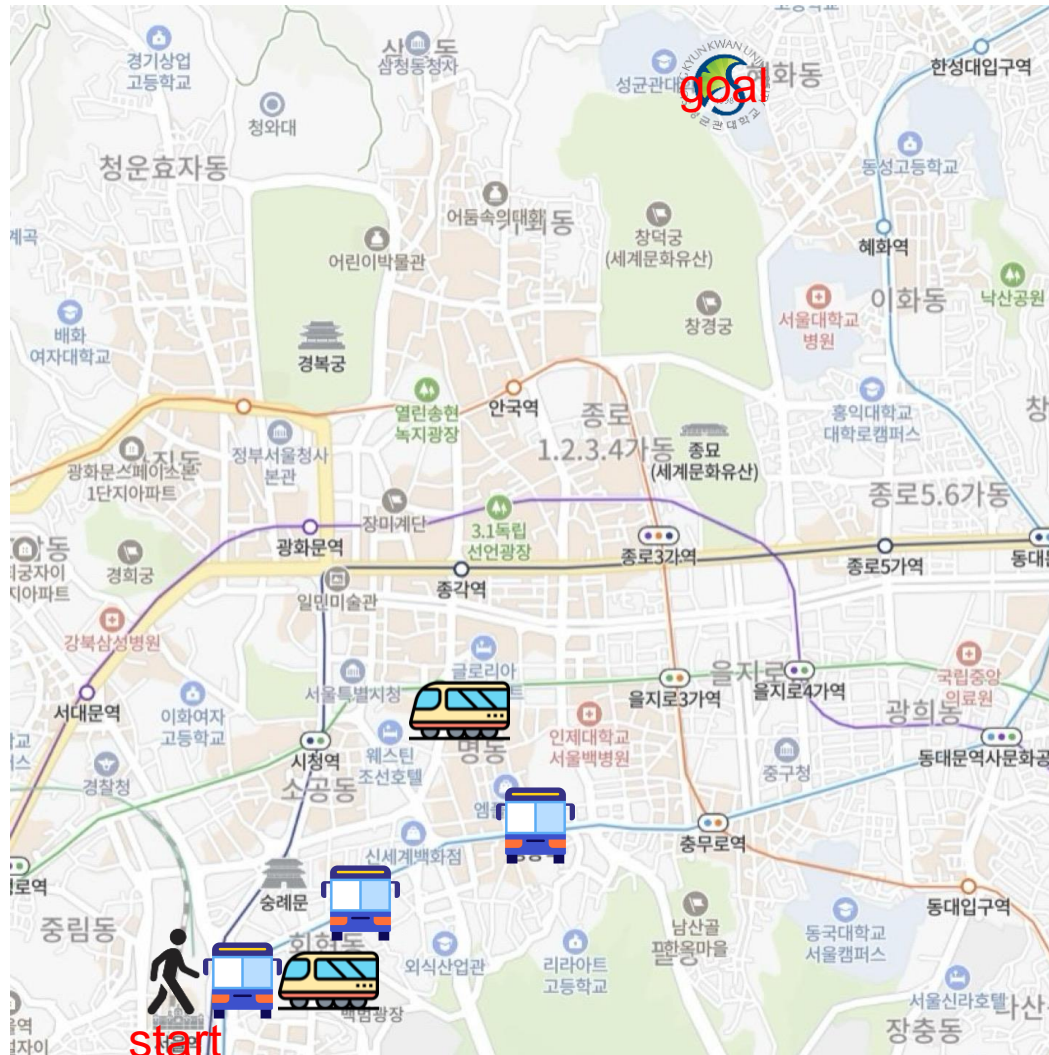 경기상업
고등학교
삼청동청사
성균관대
goal
혜화동
한성대입구역
청와대
동성고등학교
청운효자동
어둠속의대화
창덕궁
(세계문화유산)
혜화역
어린이박물관
계곡
창경궁
서울대학교
병원
이화동
낙산공원
배화
여자대학교
경복궁
열린송현
녹지광장
안국역
종로
1.2.3.4가동
홍익대학교
대학로캠퍼스
창
종묘
(세계문화유산)
정부서울청사
본관
광화문스페이스본
1단지아파트
종로5.6가동
장미계단
3.1독립
선언광장
광화문역
경희궁
종로3가역
종로5가역
종각역
일민미술관
강북삼성병원
글로리아
서울특별시청
을지로3가역
을지로4가역
국립중앙
의료원
서대문역
이화여자
고등학교
광희동
웨스틴
조선호텔
명동
인제대학교
서울백병원
시청역
중구청
동대문역사문화공
경찰청
소공동
신세계백화점
충무로역
숭례문
동대입구역
중림동
회현동
외식산업관
리라아트
고등학교
남산골
한옥마을
필동
동국대학교
서울캠퍼스
서울신라호텔
백범광장
장충동
start